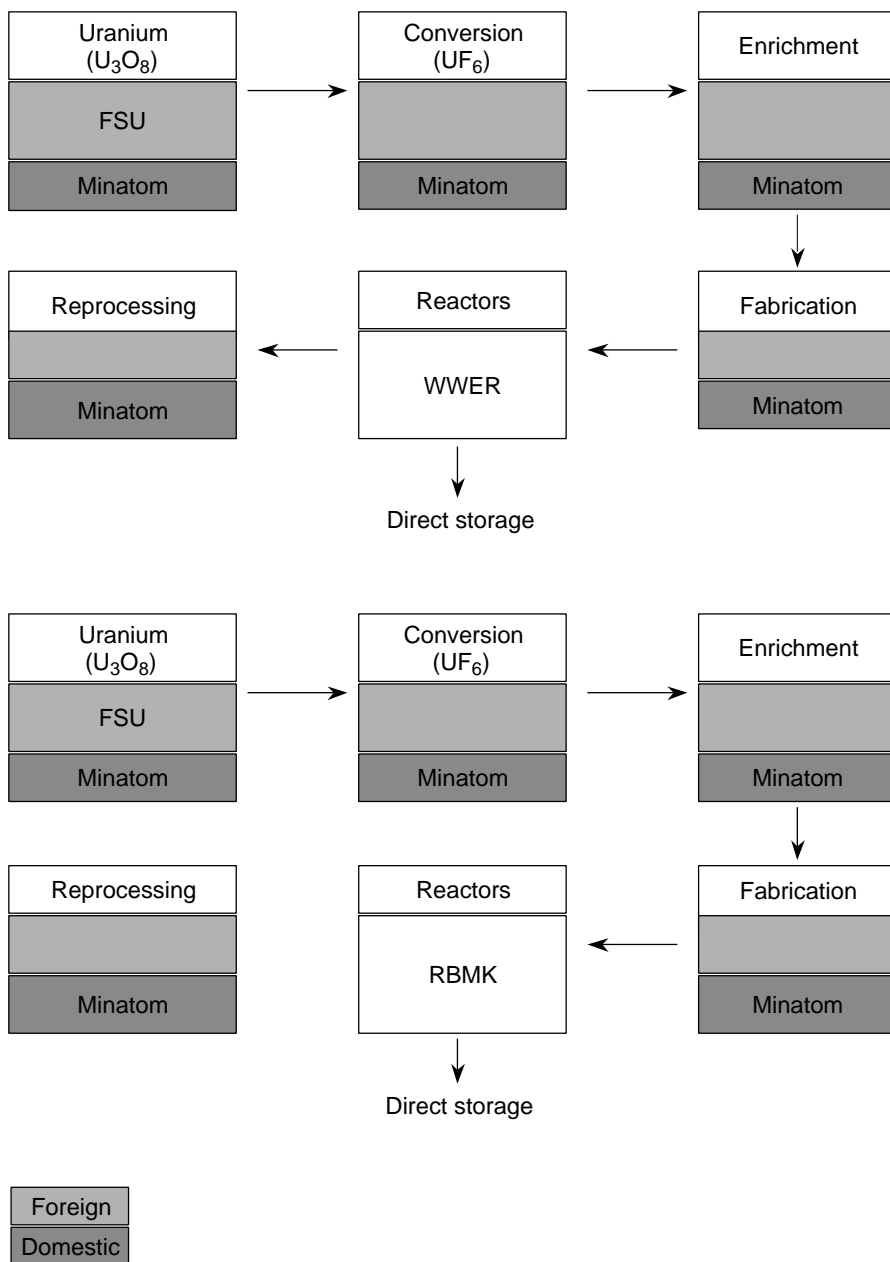 Uranium
(U₃O₈)
FSU
Minatom
Conversion
(UF₆)
Minatom
Enrichment
Minatom
Reprocessing
Minatom
Reactors
WWER
Direct storage
Fabrication
Minatom
Uranium
(U₃O₈)
FSU
Minatom
Conversion
(UF₆)
Minatom
Enrichment
Minatom
Reprocessing
Minatom
Reactors
RBMK
Direct storage
Fabrication
Minatom
Foreign
Domestic